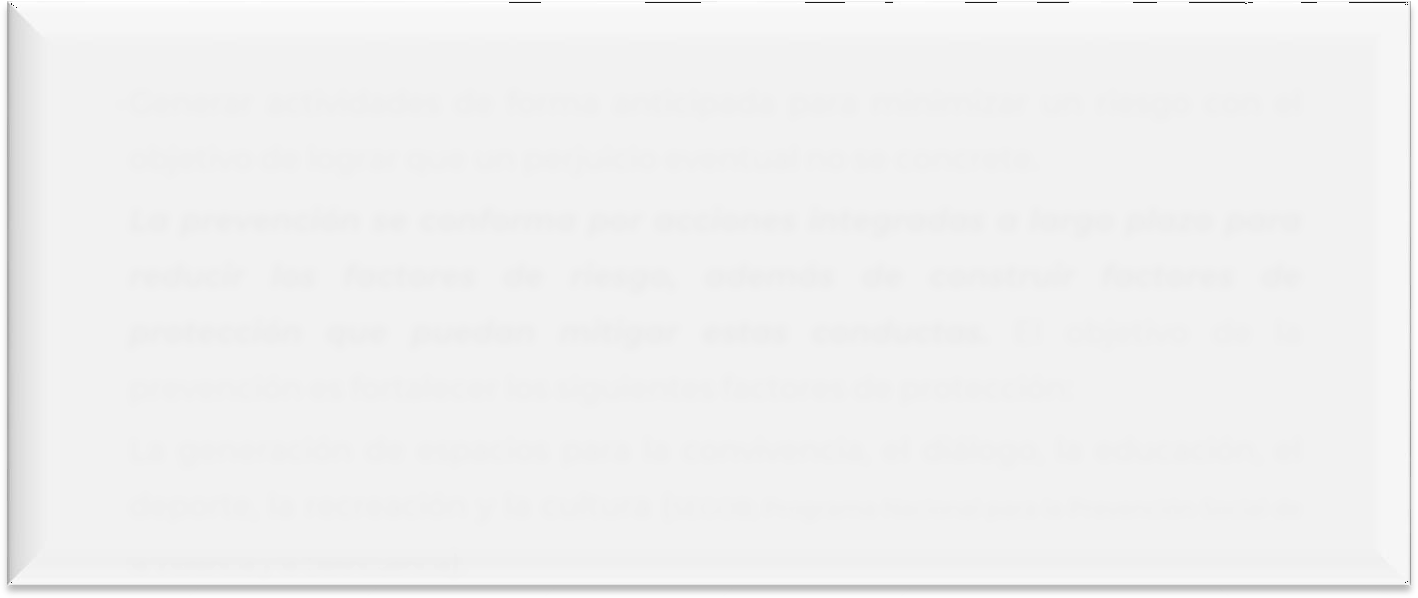 Generar actividades de forma anticipada para minimizar un riesgo con el
objetivo de lograr que un perjuicio eventual no se concrete.
La prevención se conforma por acciones integradas a largo plazo para
reducir los factores de riesgo, además de construir factores de
protección que puedan mitigar estas conductas. El objetivo de la
prevención es fortalecer los siguientes factores de protección:
La generación de espacios para la convivencia, el diálogo, la educación, el
deporte, la recreación y la cultura